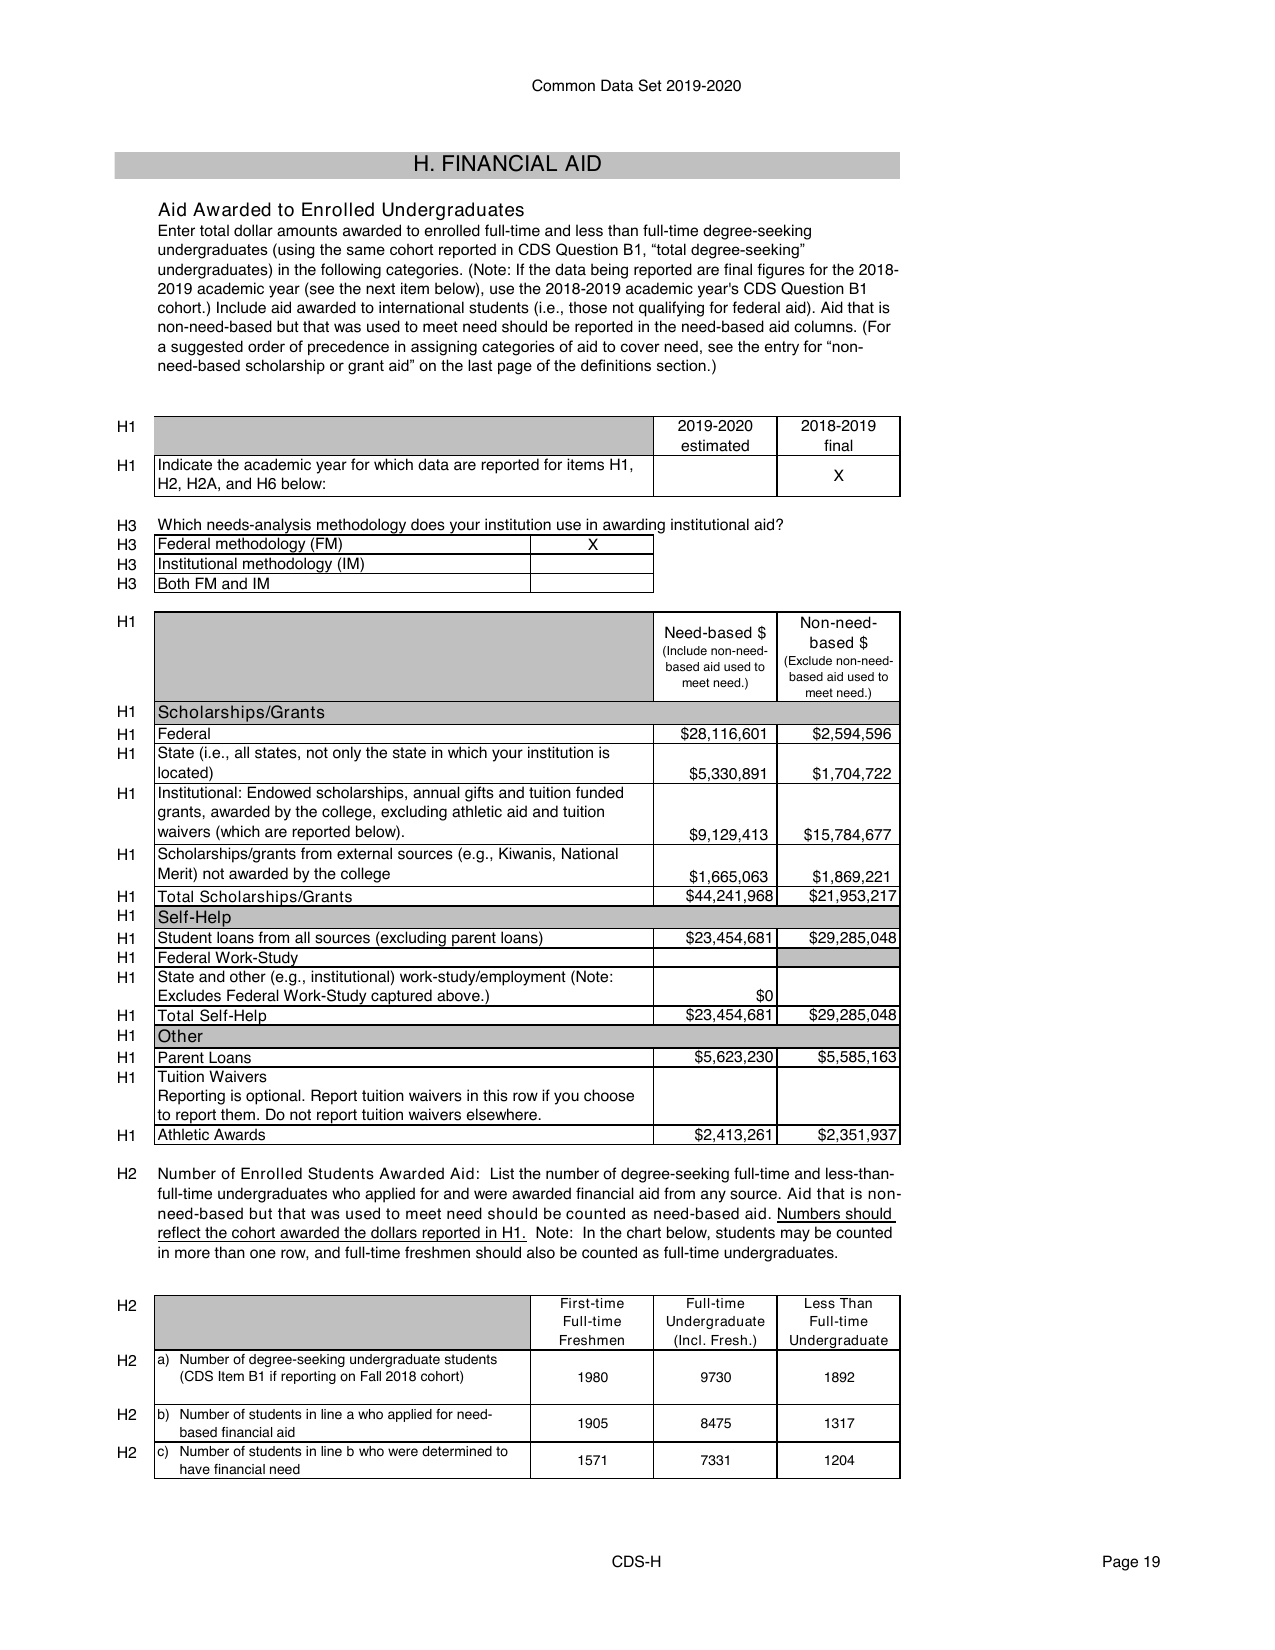 Common Data Set 2019-2020
H. FINANCIAL AID
Aid Awarded to Enrolled Undergraduates
Enter total dollar amounts awarded to enrolled full-time and less than full-time degree-seeking
undergraduates (using the same cohort reported in CDS Question B1, “total degree-seeking”
undergraduates) in the following categories. (Note: If the data being reported are final figures for the 2018-
2019 academic year (see the next item below), use the 2018-2019 academic year's CDS Question B1
cohort.) Include aid awarded to international students (i.e., those not qualifying for federal aid). Aid that is
non-need-based but that was used to meet need should be reported in the need-based aid columns. (For
a suggested order of precedence in assigning categories of aid to cover need, see the entry for “non-
need-based scholarship or grant aid” on the last page of the definitions section.)
H1 2019-2020 2018-2019
estimated final
H1 Indicate the academic year for which data are reported for items H1,
H2, H2A, and H6 below: X
H3 Which needs-analysis methodology does your institution use in awarding institutional aid?
H3 Federal methodology (FM) X
H3 Institutional methodology (IM)
H3 Both FM and IM
H1 Need-based $
(Include non-need-
based aid used to
meet need.)
Non-need-
based $
(Exclude non-need-
based aid used to
meet need.)
H1 Scholarships/Grants
H1 Federal $28,116,601 $2,594,596
H1 State (i.e., all states, not only the state in which your institution is
located) $5,330,891 $1,704,722
H1 Institutional: Endowed scholarships, annual gifts and tuition funded
grants, awarded by the college, excluding athletic aid and tuition
waivers (which are reported below). $9,129,413 $15,784,677
H1 Scholarships/grants from external sources (e.g., Kiwanis, National
Merit) not awarded by the college $1,665,063 $1,869,221
H1 Total Scholarships/Grants $44,241,968 $21,953,217
H1 Self-Help
H1 Student loans from all sources (excluding parent loans) $23,454,681 $29,285,048
H1 Federal Work-Study
H1 State and other (e.g., institutional) work-study/employment (Note:
Excludes Federal Work-Study captured above.) $0
H1 Total Self-Help $23,454,681 $29,285,048
H1 Other
H1 Parent Loans $5,623,230 $5,585,163
H1 Tuition Waivers
Reporting is optional. Report tuition waivers in this row if you choose
to report them. Do not report tuition waivers elsewhere.
H1 Athletic Awards $2,413,261 $2,351,937
H2 Number of Enrolled Students Awarded Aid: List the number of degree-seeking full-time and less-than-
full-time undergraduates who applied for and were awarded financial aid from any source. Aid that is non-
need-based but that was used to meet need should be counted as need-based aid. Numbers should
reflect the cohort awarded the dollars reported in H1. Note: In the chart below, students may be counted
in more than one row, and full-time freshmen should also be counted as full-time undergraduates.
H2 First-time Full-time Less Than
Full-time Undergraduate Full-time
Freshmen (Incl. Fresh.) Undergraduate
H2 a) Number of degree-seeking undergraduate students
(CDS Item B1 if reporting on Fall 2018 cohort) 1980 9730 1892
H2 b) Number of students in line a who applied for need-
based financial aid 1905 8475 1317
H2 c) Number of students in line b who were determined to
have financial need 1571 7331 1204
CDS-H Page 19